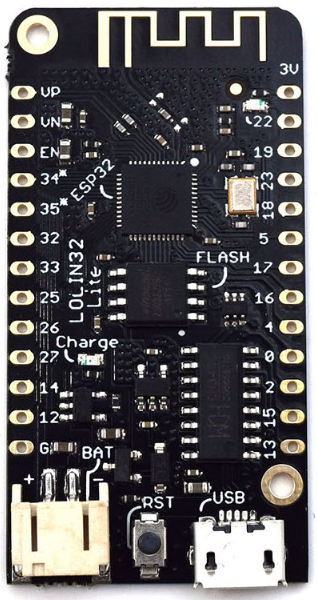 3V
VP
22
VN
19
EN
23
34*
ESP32
18
35*
5
32
FLASH
17
33
LOLIN32
Lite
16
25
4
26
Charge
0
27
2
14
15
12
13
G
BAT
+
-
RST
USB